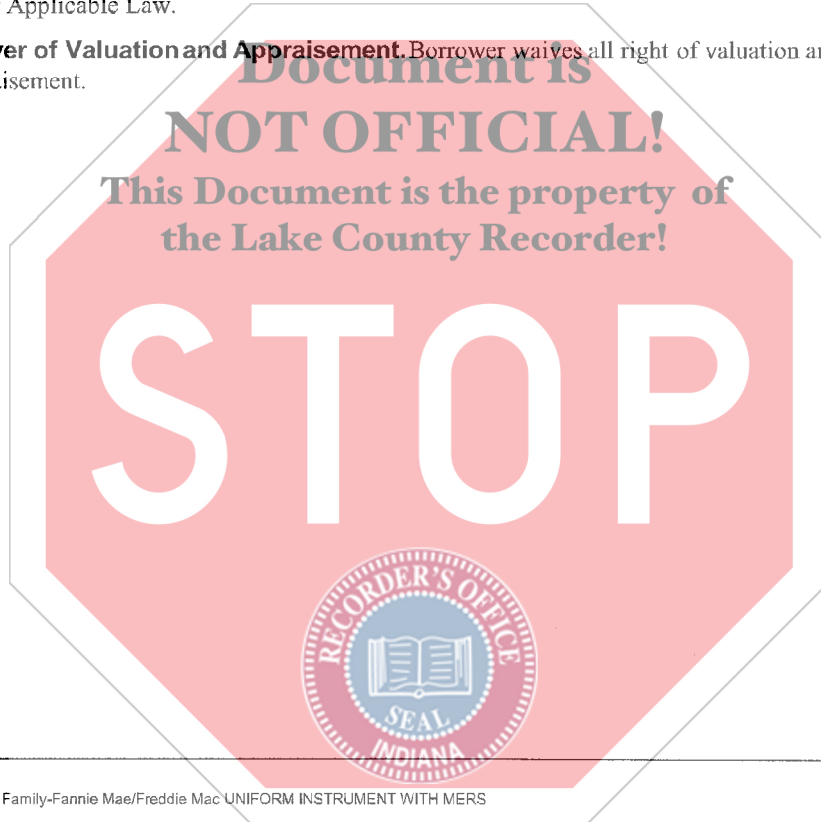 Applicable Law.
er of Valuation and Appraisement. Borrower waives all right of valuation a
isement.
Document is
NOT OFFICIAL!
This Document is the property of
the Lake County Recorder!
STOP
RECORDER'S OFFICE
SEAL
INDIANA
Family-Fannie Mae/Freddie Mac UNIFORM INSTRUMENT WITH MERS